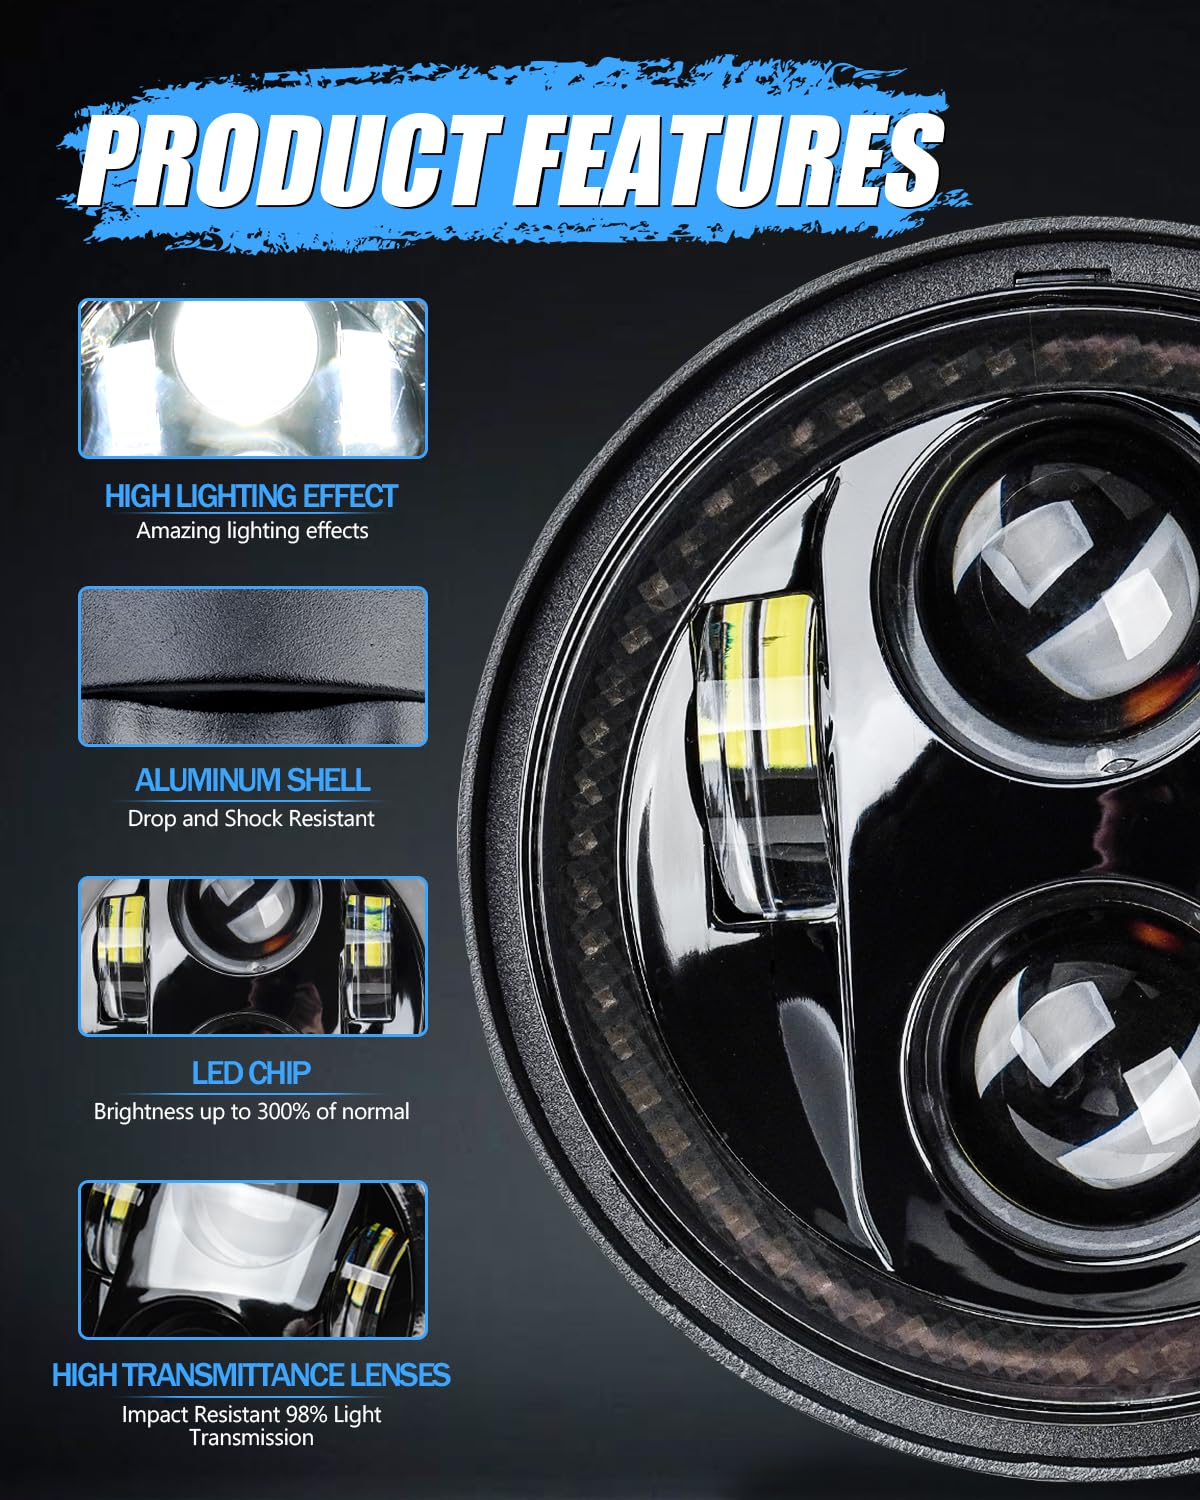 PRODUCT FEATURES
HIGH LIGHTING EFFECT
Amazing lighting effects
ALUMINUM SHELL
Drop and Shock Resistant
LED CHIP
Brightness up to 300% of normal
HIGH TRANSMITTANCE LENSES
Impact Resistant 98% Light
Transmission